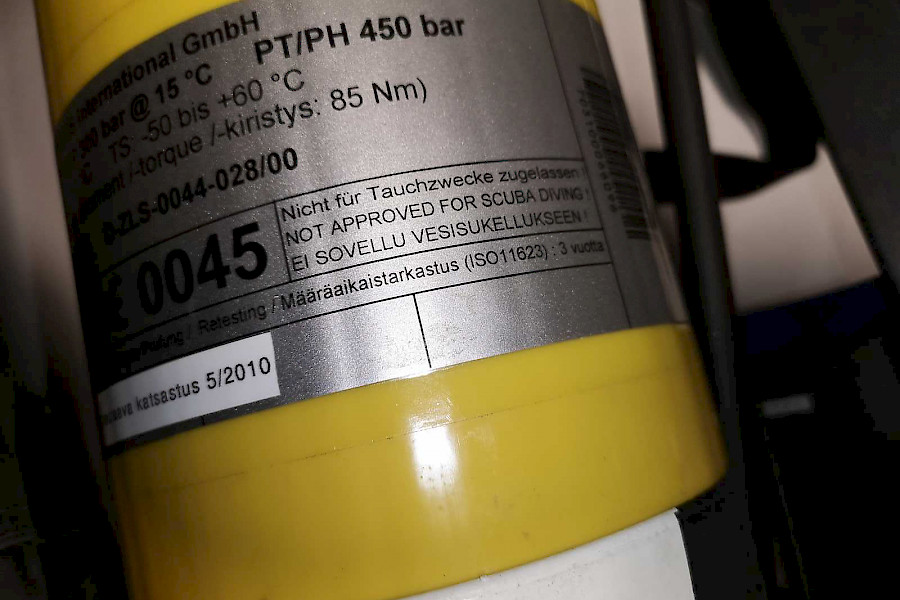 International GmbH
300 bar @ 15 °C PT/PH 450 bar
°C TS -50 bis +60 °C
/-torque /-kiristys: 85 Nm)
D-ZLS-0044-028/00
0045
Nicht für Tauchzwecke zugelassen
NOT APPROVED FOR SCUBA DIVING !
EI SOVELLU VESISUKELLUKSEEN !
Prüfung / Retesting / Määräaikaistarkastus (ISO11623) : 3 vuotta
katsastus 5/2010